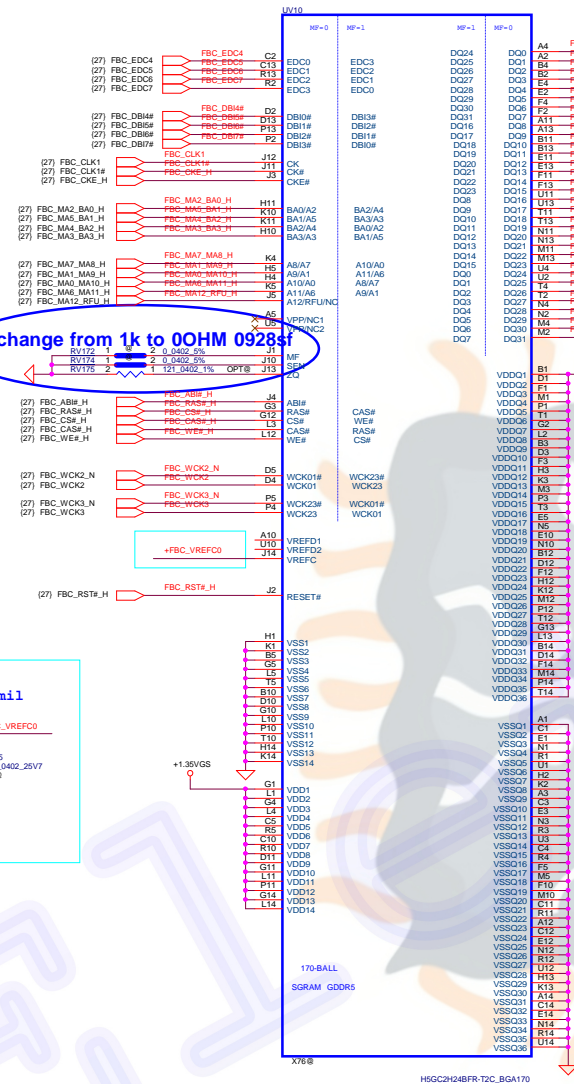 UV10
MF=0 MF=1 MF=1 MF=0
(27) FBC_EDC4 FBC_EDC4 C2 EDC0 EDC3
(27) FBC_EDC5 FBC_EDC5 C13 EDC1 EDC2
(27) FBC_EDC6 FBC_EDC6 R13 EDC2 EDC1
(27) FBC_EDC7 FBC_EDC7 R2 EDC3 EDC0
(27) FBC_DBI4# FBC_DBI4# D2 DBI0# DBI3#
(27) FBC_DBI5# FBC_DBI5# D13 DBI1# DBI2#
(27) FBC_DBI6# FBC_DBI6# P13 DBI2# DBI1#
(27) FBC_DBI7# FBC_DBI7# P2 DBI3# DBI0#
(27) FBC_CLK1 FBC_CLK1 J12 CK
(27) FBC_CLK1# FBC_CLK1# J11 CK#
(27) FBC_CKE_H FBC_CKE_H J3 CKE#
(27) FBC_MA2_BA0_H FBC_MA2_BA0_H H11 BA0/A2 BA2/A4
(27) FBC_MA5_BA1_H FBC_MA5_BA1_H K10 BA1/A5 BA3/A3
(27) FBC_MA4_BA2_H FBC_MA4_BA2_H K11 BA2/A4 BA0/A2
(27) FBC_MA3_BA3_H FBC_MA3_BA3_H H10 BA3/A3 BA1/A5
(27) FBC_MA7_MA8_H FBC_MA7_MA8_H K4 A8/A7 A10/A0
(27) FBC_MA1_MA9_H FBC_MA1_MA9_H H5 A9/A1 A11/A6
(27) FBC_MA0_MA10_H FBC_MA0_MA10_H H4 A10/A0 A8/A7
(27) FBC_MA6_MA11_H FBC_MA6_MA11_H K5 A11/A6 A9/A1
(27) FBC_MA12_RFU_H FBC_MA12_RFU_H J5 A12/RFU/NC
A5 VPP/NC1
U5 VPP/NC2
change from 1k to 0OHM 0928sf
RV172 1 @ 2 0_0402_5% J1 MF
RV174 1 2 0_0402_5% J10 SEN
RV175 2 1 121_0402_1% OPT@ J13 ZQ
(27) FBC_ABI#_H FBC_ABI#_H J4 ABI#
(27) FBC_RAS#_H FBC_RAS#_H G3 RAS# CAS#
(27) FBC_CS#_H FBC_CS#_H G12 CS# WE#
(27) FBC_CAS#_H FBC_CAS#_H L3 CAS# RAS#
(27) FBC_WE#_H FBC_WE#_H L12 WE# CS#
(27) FBC_WCK2_N FBC_WCK2_N D5 WCK01# WCK23#
(27) FBC_WCK2 FBC_WCK2 D4 WCK01 WCK23
(27) FBC_WCK3_N FBC_WCK3_N P5 WCK23# WCK01#
(27) FBC_WCK3 FBC_WCK3 P4 WCK23 WCK01
A10 VREFD1
+FBC_VREFC0 U10 VREFD2
J14 VREFC
(27) FBC_RST#_H FBC_RST#_H J2 RESET#
H1 VSS1
K1 VSS2
B5 VSS3
G5 VSS4
L5 VSS5
T5 VSS6
B10 VSS7
D10 VSS8
G10 VSS9
L10 VSS10
P10 VSS11
T10 VSS12
H14 VSS13
K14 VSS14
mil
C_VREFC0
0402_25V7
+1.35VGS
G1 VDD1
L1 VDD2
G4 VDD3
L4 VDD4
C5 VDD5
R5 VDD6
C10 VDD7
R10 VDD8
D11 VDD9
G11 VDD10
L11 VDD11
P11 VDD12
G14 VDD13
L14 VDD14
DQ24 DQ0 A4
DQ25 DQ1 A2
DQ26 DQ2 B4
DQ27 DQ3 B2
DQ28 DQ4 E4
DQ29 DQ5 E2
DQ30 DQ6 F4
DQ31 DQ7 F2
DQ16 DQ8 A11
DQ17 DQ9 A13
DQ18 DQ10 B11
DQ19 DQ11 B13
DQ20 DQ12 E11
DQ21 DQ13 E13
DQ22 DQ14 F11
DQ23 DQ15 F13
DQ8 DQ16 U11
DQ9 DQ17 U13
DQ10 DQ18 T11
DQ11 DQ19 T13
DQ12 DQ20 N11
DQ13 DQ21 N13
DQ14 DQ22 M11
DQ15 DQ23 M13
DQ0 DQ24 U4
DQ1 DQ25 U2
DQ2 DQ26 T4
DQ3 DQ27 T2
DQ4 DQ28 N4
DQ5 DQ29 N2
DQ6 DQ30 M4
DQ7 DQ31 M2
VDDQ1 B1
VDDQ2 D1
VDDQ3 F1
VDDQ4 M1
VDDQ5 P1
VDDQ6 T1
VDDQ7 G2
VDDQ8 L2
VDDQ9 B3
VDDQ10 D3
VDDQ11 F3
VDDQ12 H3
VDDQ13 K3
VDDQ14 M3
VDDQ15 P3
VDDQ16 T3
VDDQ17 E5
VDDQ18 N5
VDDQ19 E10
VDDQ20 N10
VDDQ21 B12
VDDQ22 D12
VDDQ23 F12
VDDQ24 H12
VDDQ25 K12
VDDQ26 M12
VDDQ27 P12
VDDQ28 T12
VDDQ29 G13
VDDQ30 L13
VDDQ31 B14
VDDQ32 D14
VDDQ33 F14
VDDQ34 M14
VDDQ35 P14
VDDQ36 T14
VSSQ1 A1
VSSQ2 C1
VSSQ3 E1
VSSQ4 N1
VSSQ5 R1
VSSQ6 U1
VSSQ7 H2
VSSQ8 K2
VSSQ9 A3
VSSQ10 C3
VSSQ11 E3
VSSQ12 N3
VSSQ13 R3
VSSQ14 U3
VSSQ15 C4
VSSQ16 R4
VSSQ17 F5
VSSQ18 M5
VSSQ19 F10
VSSQ20 M10
VSSQ21 C11
VSSQ22 R11
VSSQ23 A12
VSSQ24 C12
VSSQ25 E12
VSSQ26 N12
VSSQ27 R12
VSSQ28 U12
VSSQ29 H13
VSSQ30 K13
VSSQ31 A14
VSSQ32 C14
VSSQ33 E14
VSSQ34 N14
VSSQ35 R14
VSSQ36 U14
170-BALL
SGRAM GDDR5
X76@
H5GC2H24BFR-T2C_BGA170